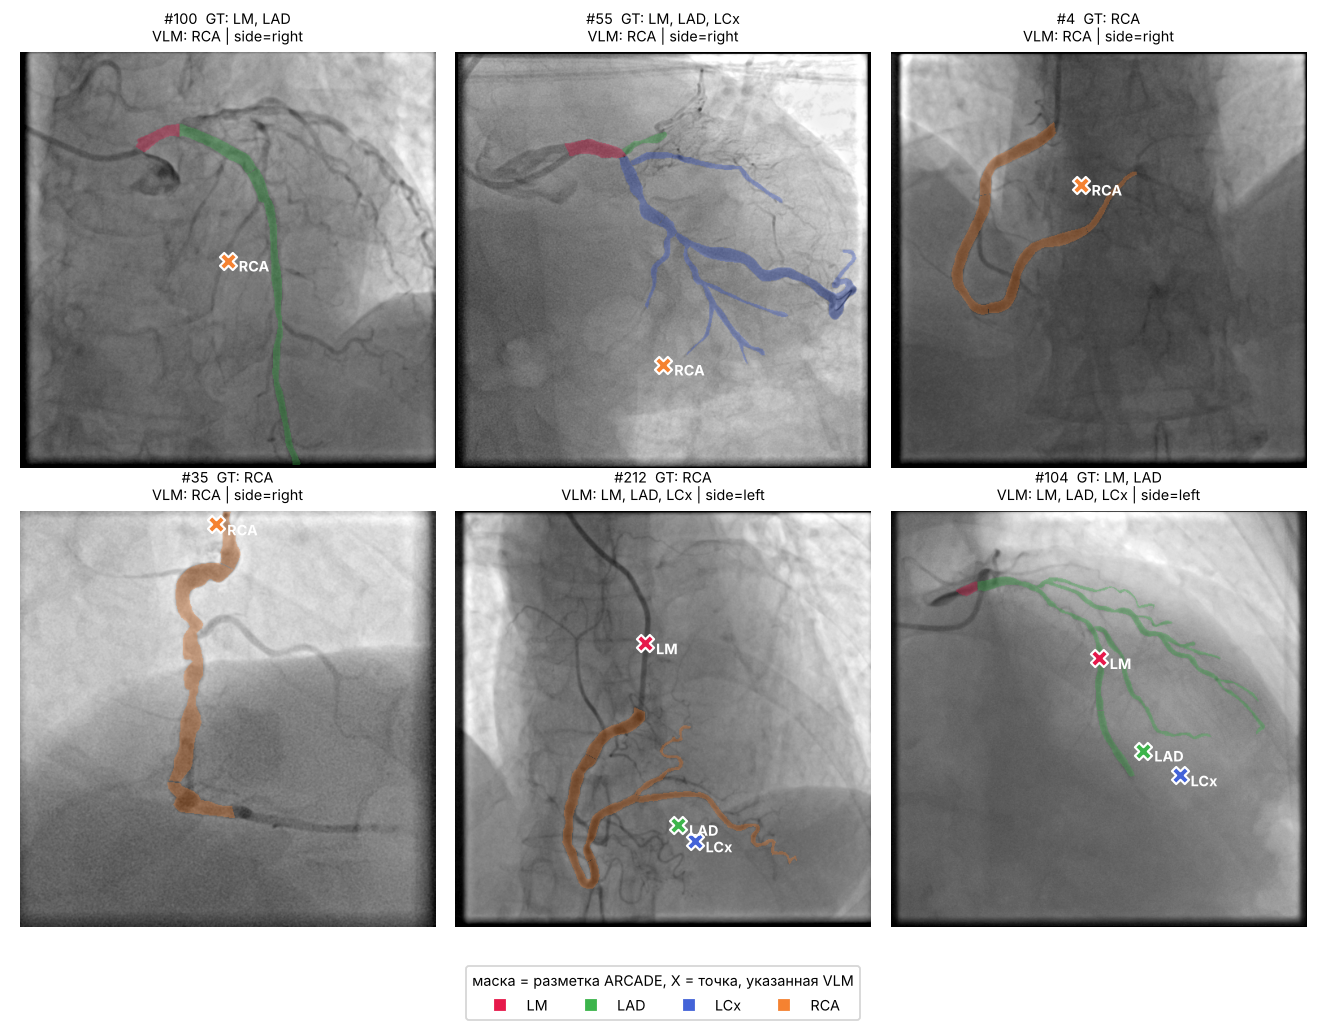 #100  GT: LM, LAD
VLM: RCA | side=right
#55  GT: LM, LAD, LCx
VLM: RCA | side=right
#4  GT: RCA
VLM: RCA | side=right
RCA
RCA
RCA
#35  GT: RCA
VLM: RCA | side=right
#212  GT: RCA
VLM: LM, LAD, LCx | side=left
#104  GT: LM, LAD
VLM: LM, LAD, LCx | side=left
RCA
LM
LAD
LCx
LM
LAD
LCx
маска = разметка ARCADE, X = точка, указанная VLM
LM LAD LCx RCA